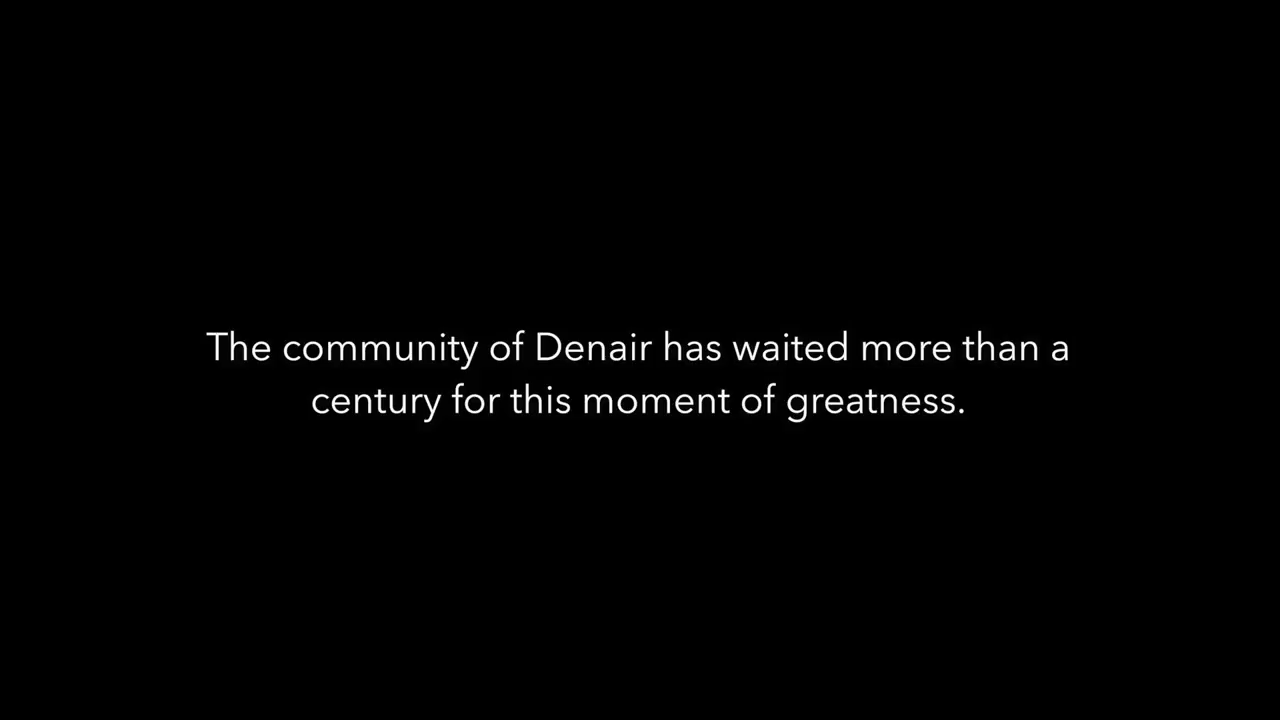 The community of Denair has waited more than a
century for this moment of greatness.